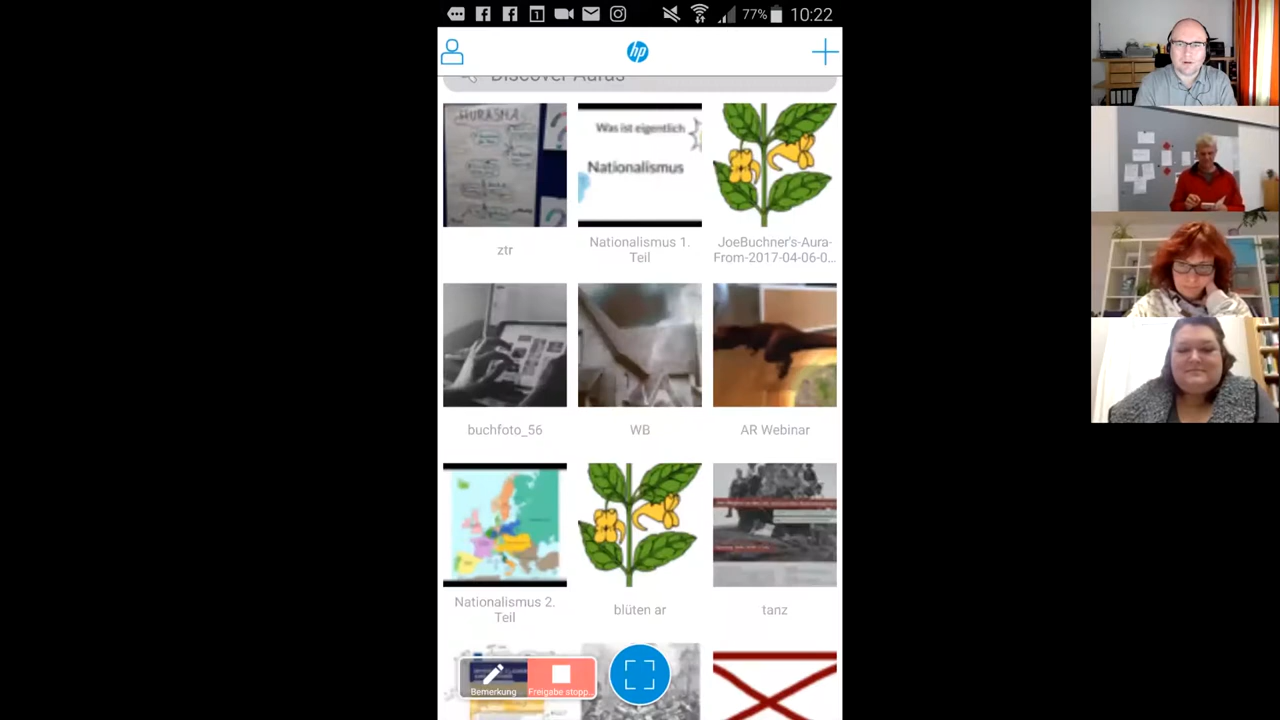 77% 10:22
hp
Discover Auras
HURASNA
Was ist eigentlich
Nationalismus
ztr
Nationalismus 1.
Teil
JoeBuchner's-Aura-
From-2017-04-06-0...
buchfoto_56
WB
AR Webinar
Nationalismus 2.
Teil
blüten ar
tanz
Bemerkung
Freigabe stopp...